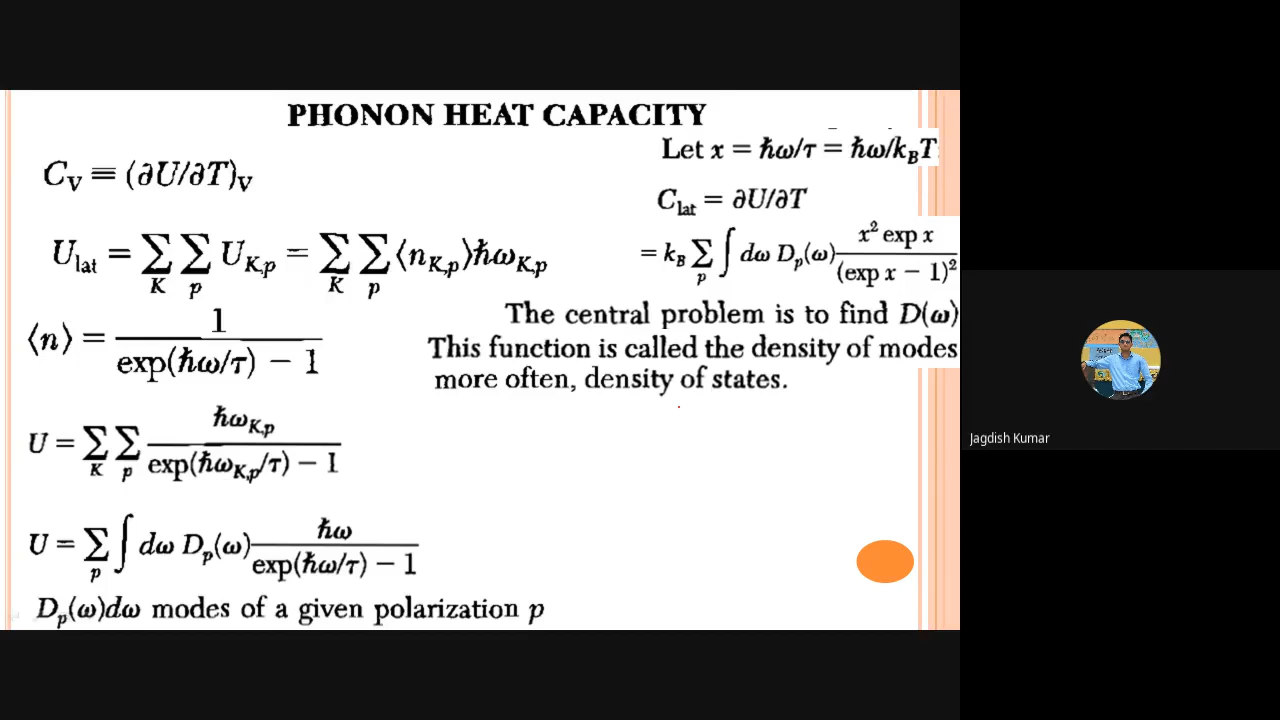 PHONON HEAT CAPACITY
C_V ≡ (∂U/∂T)_V
U_lat = Σ_K Σ_p U_K,p = Σ_K Σ_p ⟨n_K,p⟩ħω_K,p
⟨n⟩ = 1 / (exp(ħω/τ) − 1)
U = Σ_K Σ_p ħω_K,p / (exp(ħω_K,p/τ) − 1)
U = Σ_p ∫ dω D_p(ω) ħω / (exp(ħω/τ) − 1)
D_p(ω)dω modes of a given polarization p
Let x = ħω/τ = ħω/k_BT
C_lat = ∂U/∂T
= k_B Σ_p ∫ dω D_p(ω) x² exp x / (exp x − 1)²
The central problem is to find D(ω)
This function is called the density of modes
more often, density of states.
Jagdish Kumar